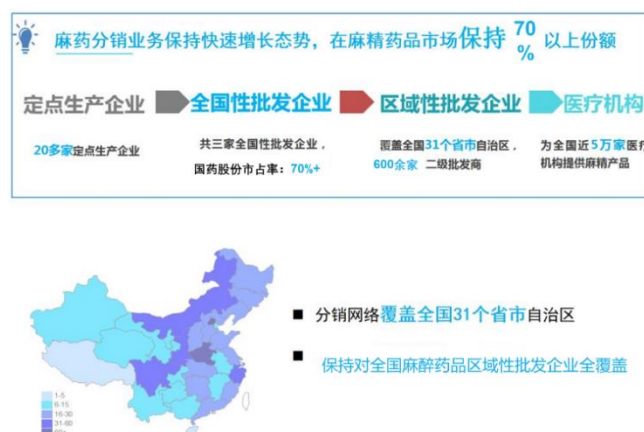 麻药分销业务保持快速增长态势，在麻精药品市场保持 70% 以上份额
定点生产企业 全国性批发企业 区域性批发企业 医疗机构
20多家定点生产企业
共三家全国性批发企业，
国药股份市占率：70%+
覆盖全国31个省市自治区，
600余家 二级批发商
为全国近5万家医疗
机构提供麻精产品
■ 分销网络覆盖全国31个省市自治区
■ 保持对全国麻醉药品区域性批发企业全覆盖
1-5
6-15
16-30
31-60